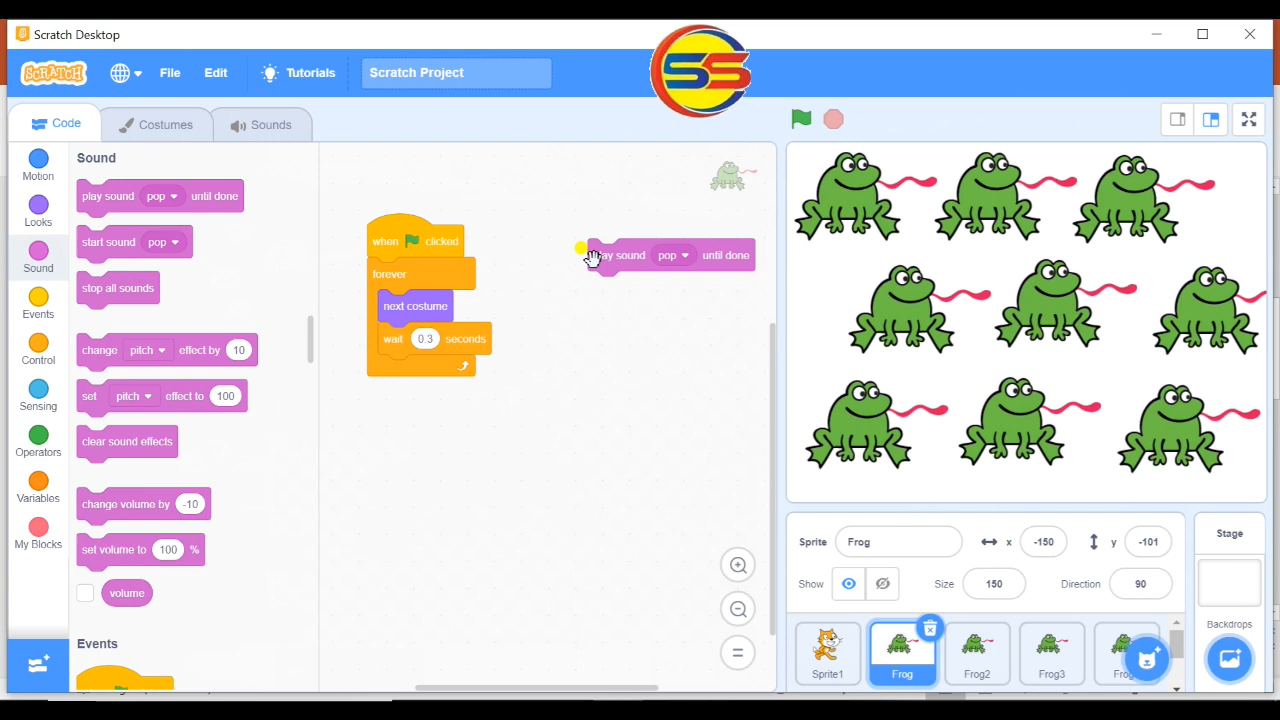 Scratch Desktop
SCRATCH
File
Edit
Tutorials
Scratch Project
SS
Code
Costumes
Sounds
Motion
Looks
Sound
Events
Control
Sensing
Operators
Variables
My Blocks
Sound
play sound pop until done
start sound pop
stop all sounds
change pitch effect by 10
set pitch effect to 100
clear sound effects
change volume by -10
set volume to 100 %
volume
Events
when clicked
forever
next costume
wait 0.3 seconds
sound pop until done
Sprite Frog x -150 y -101
Show Size 150 Direction 90
Sprite1
Frog
Frog2
Frog3
Stage
Backdrops